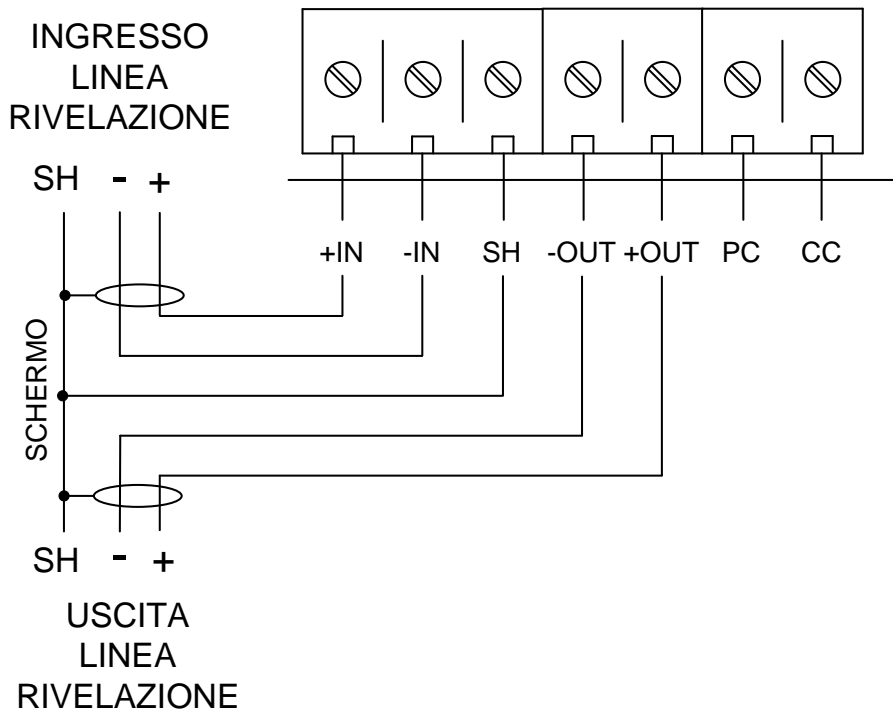 INGRESSO
LINEA
RIVELAZIONE
SH - +
+IN -IN SH -OUT +OUT PC CC
SCHERMO
SH - +
USCITA
LINEA
RIVELAZIONE